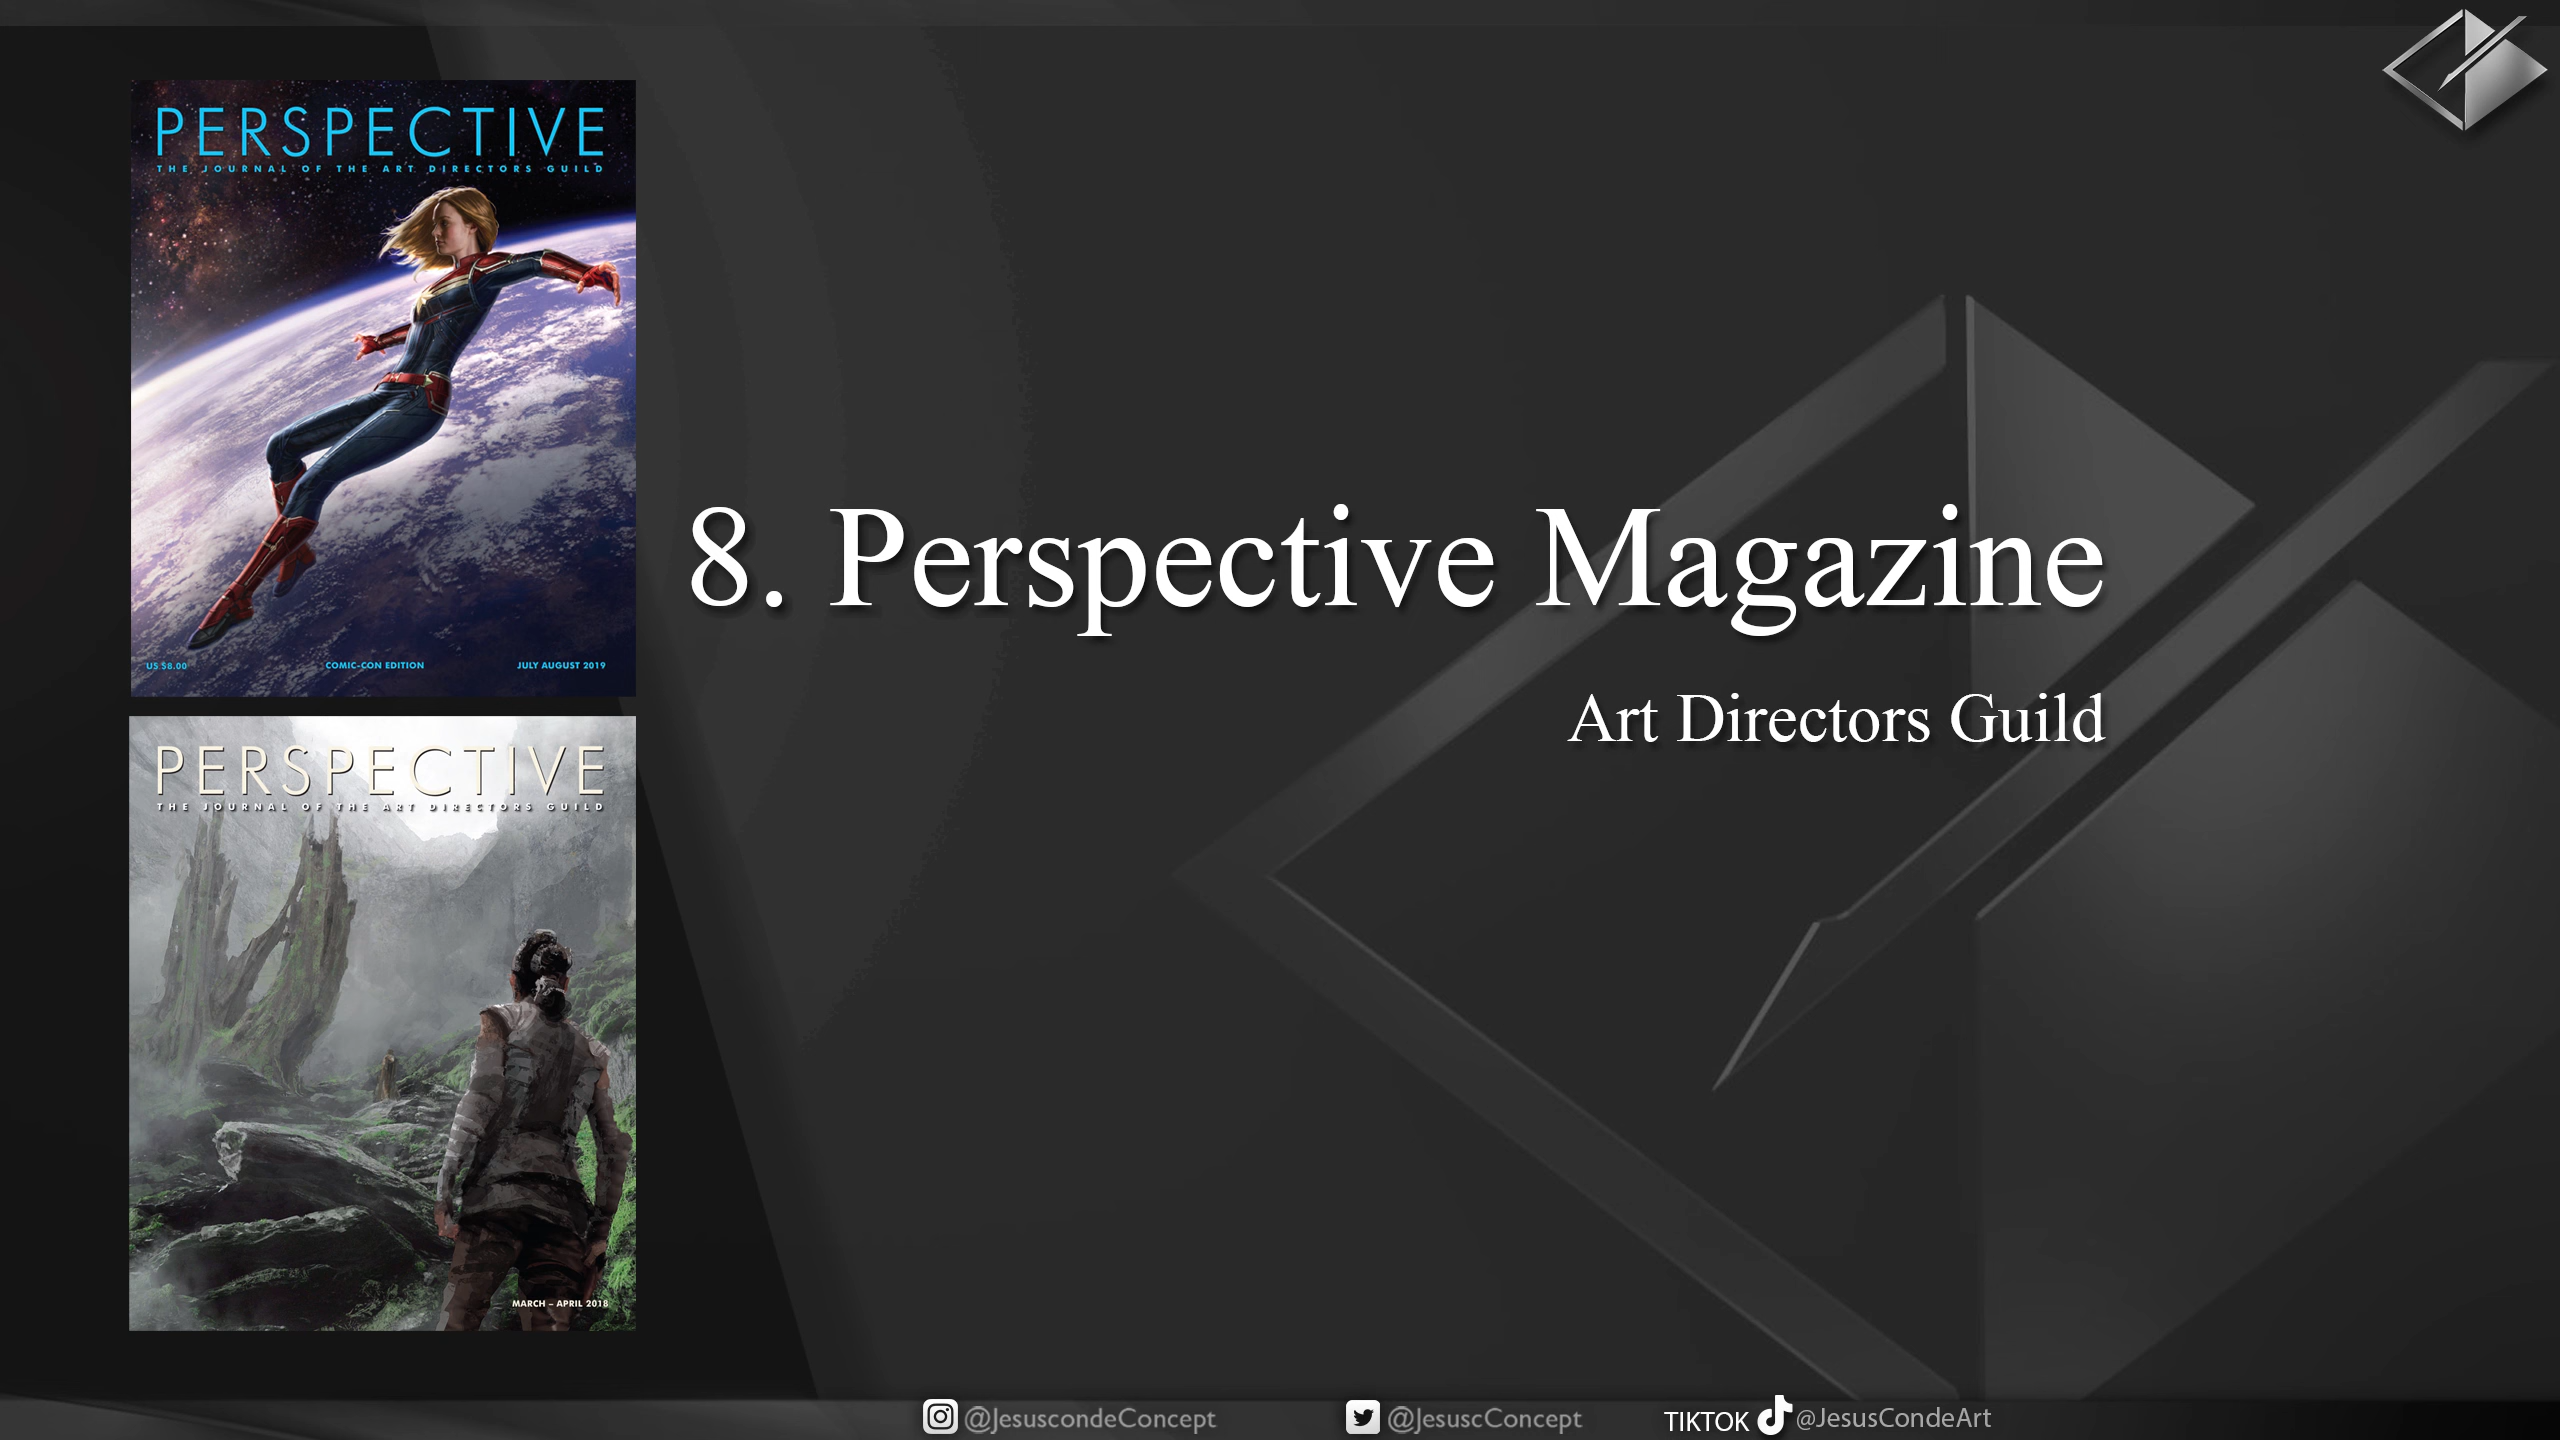 PERSPECTIVE
THE JOURNAL OF THE ART DIRECTORS GUILD
US $8.00
COMIC-CON EDITION
JULY AUGUST 2019
PERSPECTIVE
THE JOURNAL OF THE ART DIRECTORS GUILD
MARCH – APRIL 2018
8. Perspective Magazine
Art Directors Guild
@JesuscondeConcept
@JesuscConcept
TIKTOK @JesusCondeArt